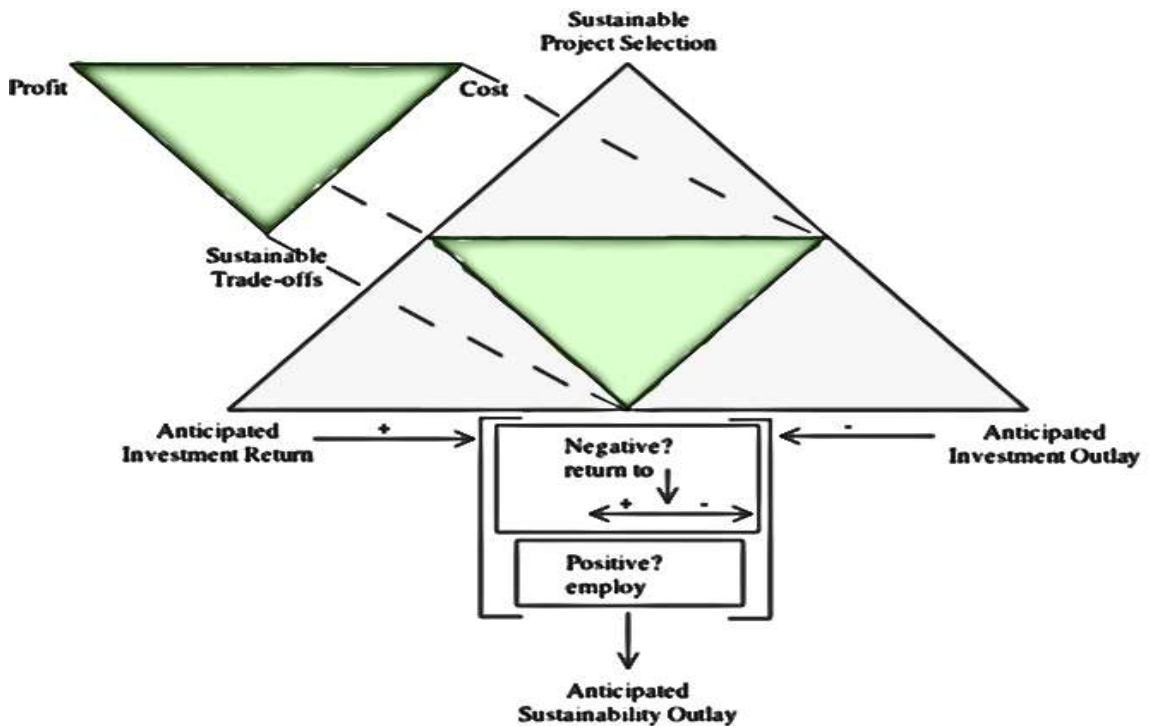 Sustainable
Project Selection
Profit
Cost
Sustainable
Trade-offs
Anticipated
Investment Return
+
-
Anticipated
Investment Outlay
Negative?
return to
+ -
Positive?
employ
Anticipated
Sustainability Outlay